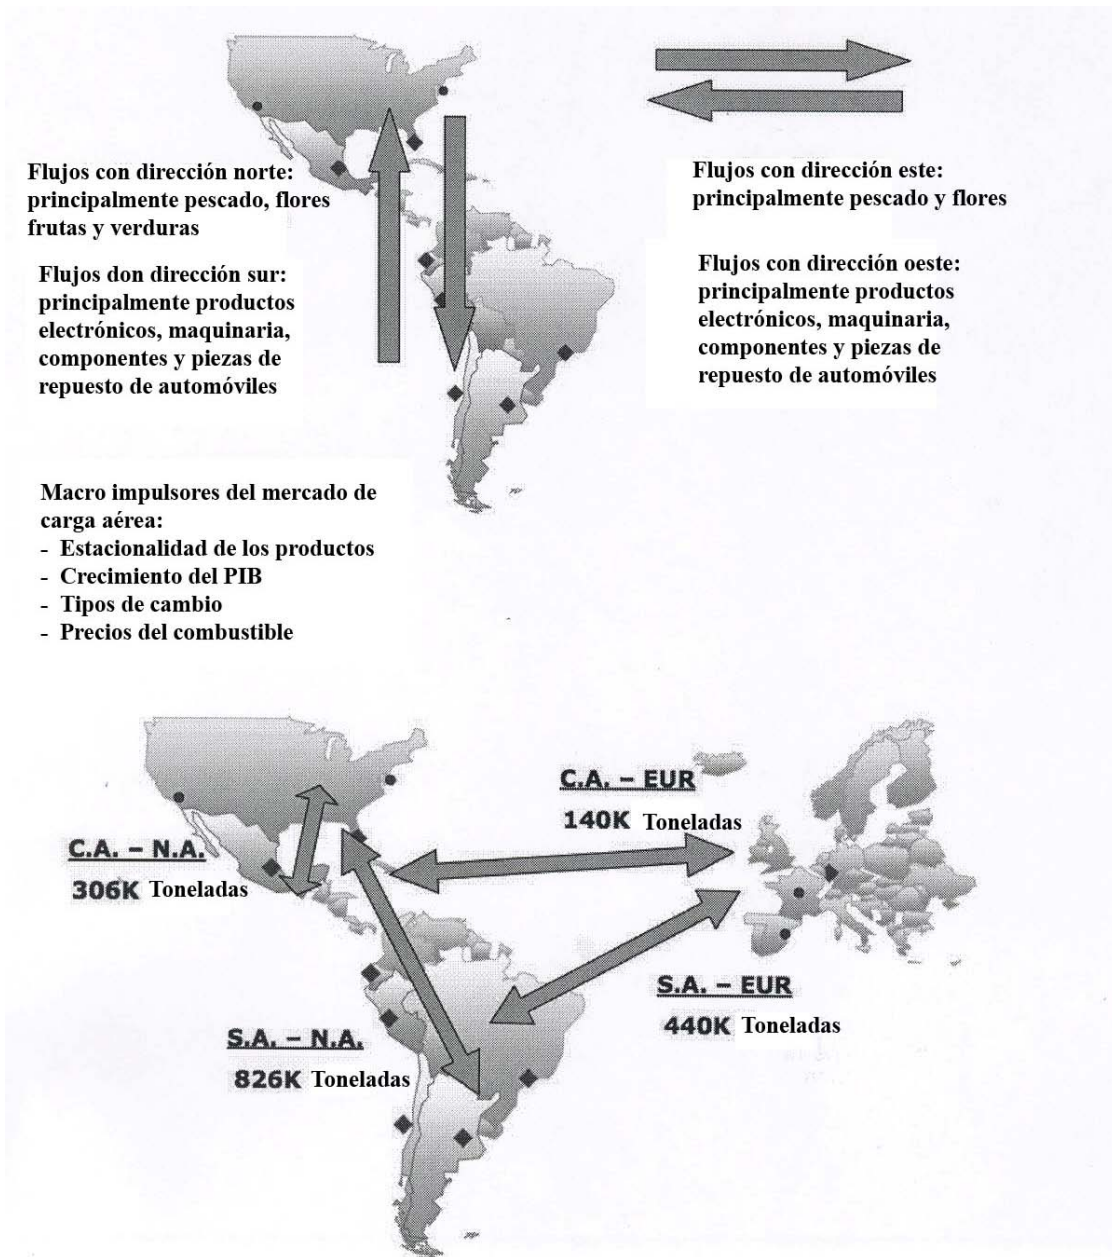 Flujos con dirección norte:
principalmente pescado, flores
frutas y verduras
Flujos don dirección sur:
principalmente productos
electrónicos, maquinaria,
componentes y piezas de
repuesto de automóviles
Flujos con dirección este:
principalmente pescado y flores
Flujos con dirección oeste:
principalmente productos
electrónicos, maquinaria,
componentes y piezas de
repuesto de automóviles
Macro impulsores del mercado de
carga aérea:
- Estacionalidad de los productos
- Crecimiento del PIB
- Tipos de cambio
- Precios del combustible
C.A. – EUR
140K Toneladas
C.A. – N.A.
306K Toneladas
S.A. – EUR
440K Toneladas
S.A. – N.A.
826K Toneladas